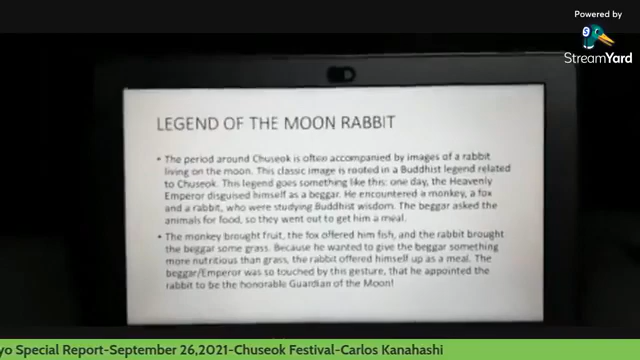 Powered by
StreamYard
LEGEND OF THE MOON RABBIT
• The period around Chuseok is often accompanied by images of a rabbit
living on the moon. This classic image is rooted in a Buddhist legend related
to Chuseok. This legend goes something like this: one day, the Heavenly
Emperor disguised himself as a beggar. He encountered a monkey, a fox
and a rabbit, who were studying Buddhist wisdom. The beggar asked the
animals for food, so they went out to get him a meal.
• The monkey brought fruit, the fox offered him fish, and the rabbit brought
the beggar some grass. Because he wanted to give the beggar something
more nutritious than grass, the rabbit offered himself up as a meal. The
beggar/Emperor was so touched by this gesture, that he appointed the
rabbit to be the honorable Guardian of the Moon!
yo Special Report-September 26,2021-Chuseok Festival-Carlos Kanahashi